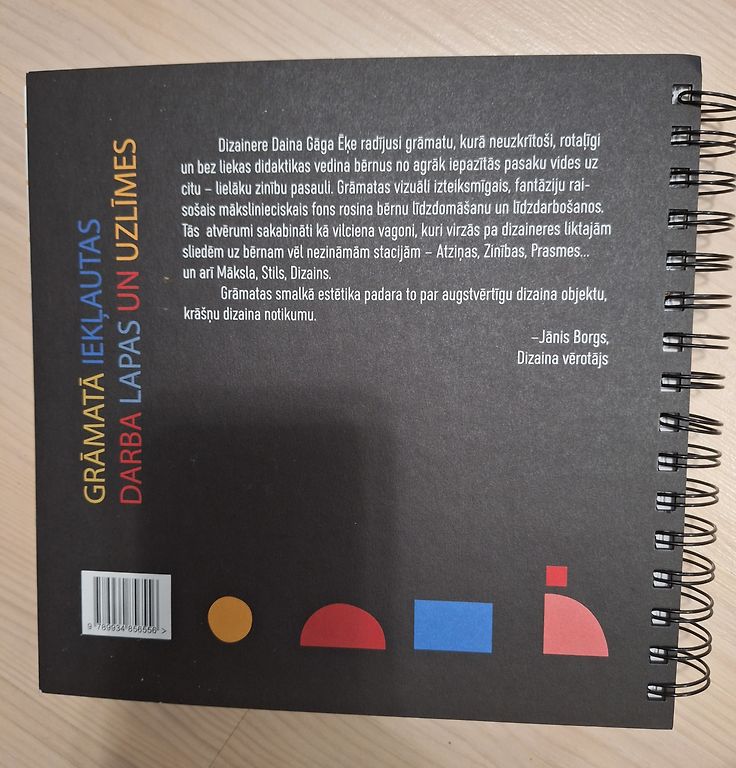 GRĀMATĀ IEKĻAUTAS
DARBA LAPAS UN UZLĪMES
Dizainere Daina Gāga Ēķe radījusi grāmatu, kurā neuzkrītoši, rotaļīgi
un bez liekas didaktikas vedina bērnus no agrāk iepazītās pasaku vides uz
citu – lielāku zinību pasauli. Grāmatas vizuāli izteiksmīgais, fantāziju rai-
sošais mākslinieciskais fons rosina bērnu līdzdomāšanu un līdzdarbošanos.
Tās atvērumi sakabināti kā vilciena vagoni, kuri virzās pa dizaineres liktajām
sliedēm uz bērnam vēl nezināmām stacijām – Atziņas, Zinības, Prasmes...
un arī Māksla, Stils, Dizains.
Grāmatas smalkā estētika padara to par augstvērtīgu dizaina objektu,
krāšņu dizaina notikumu.
–Jānis Borgs,
Dizaina vērotājs
9 789934 856556 >